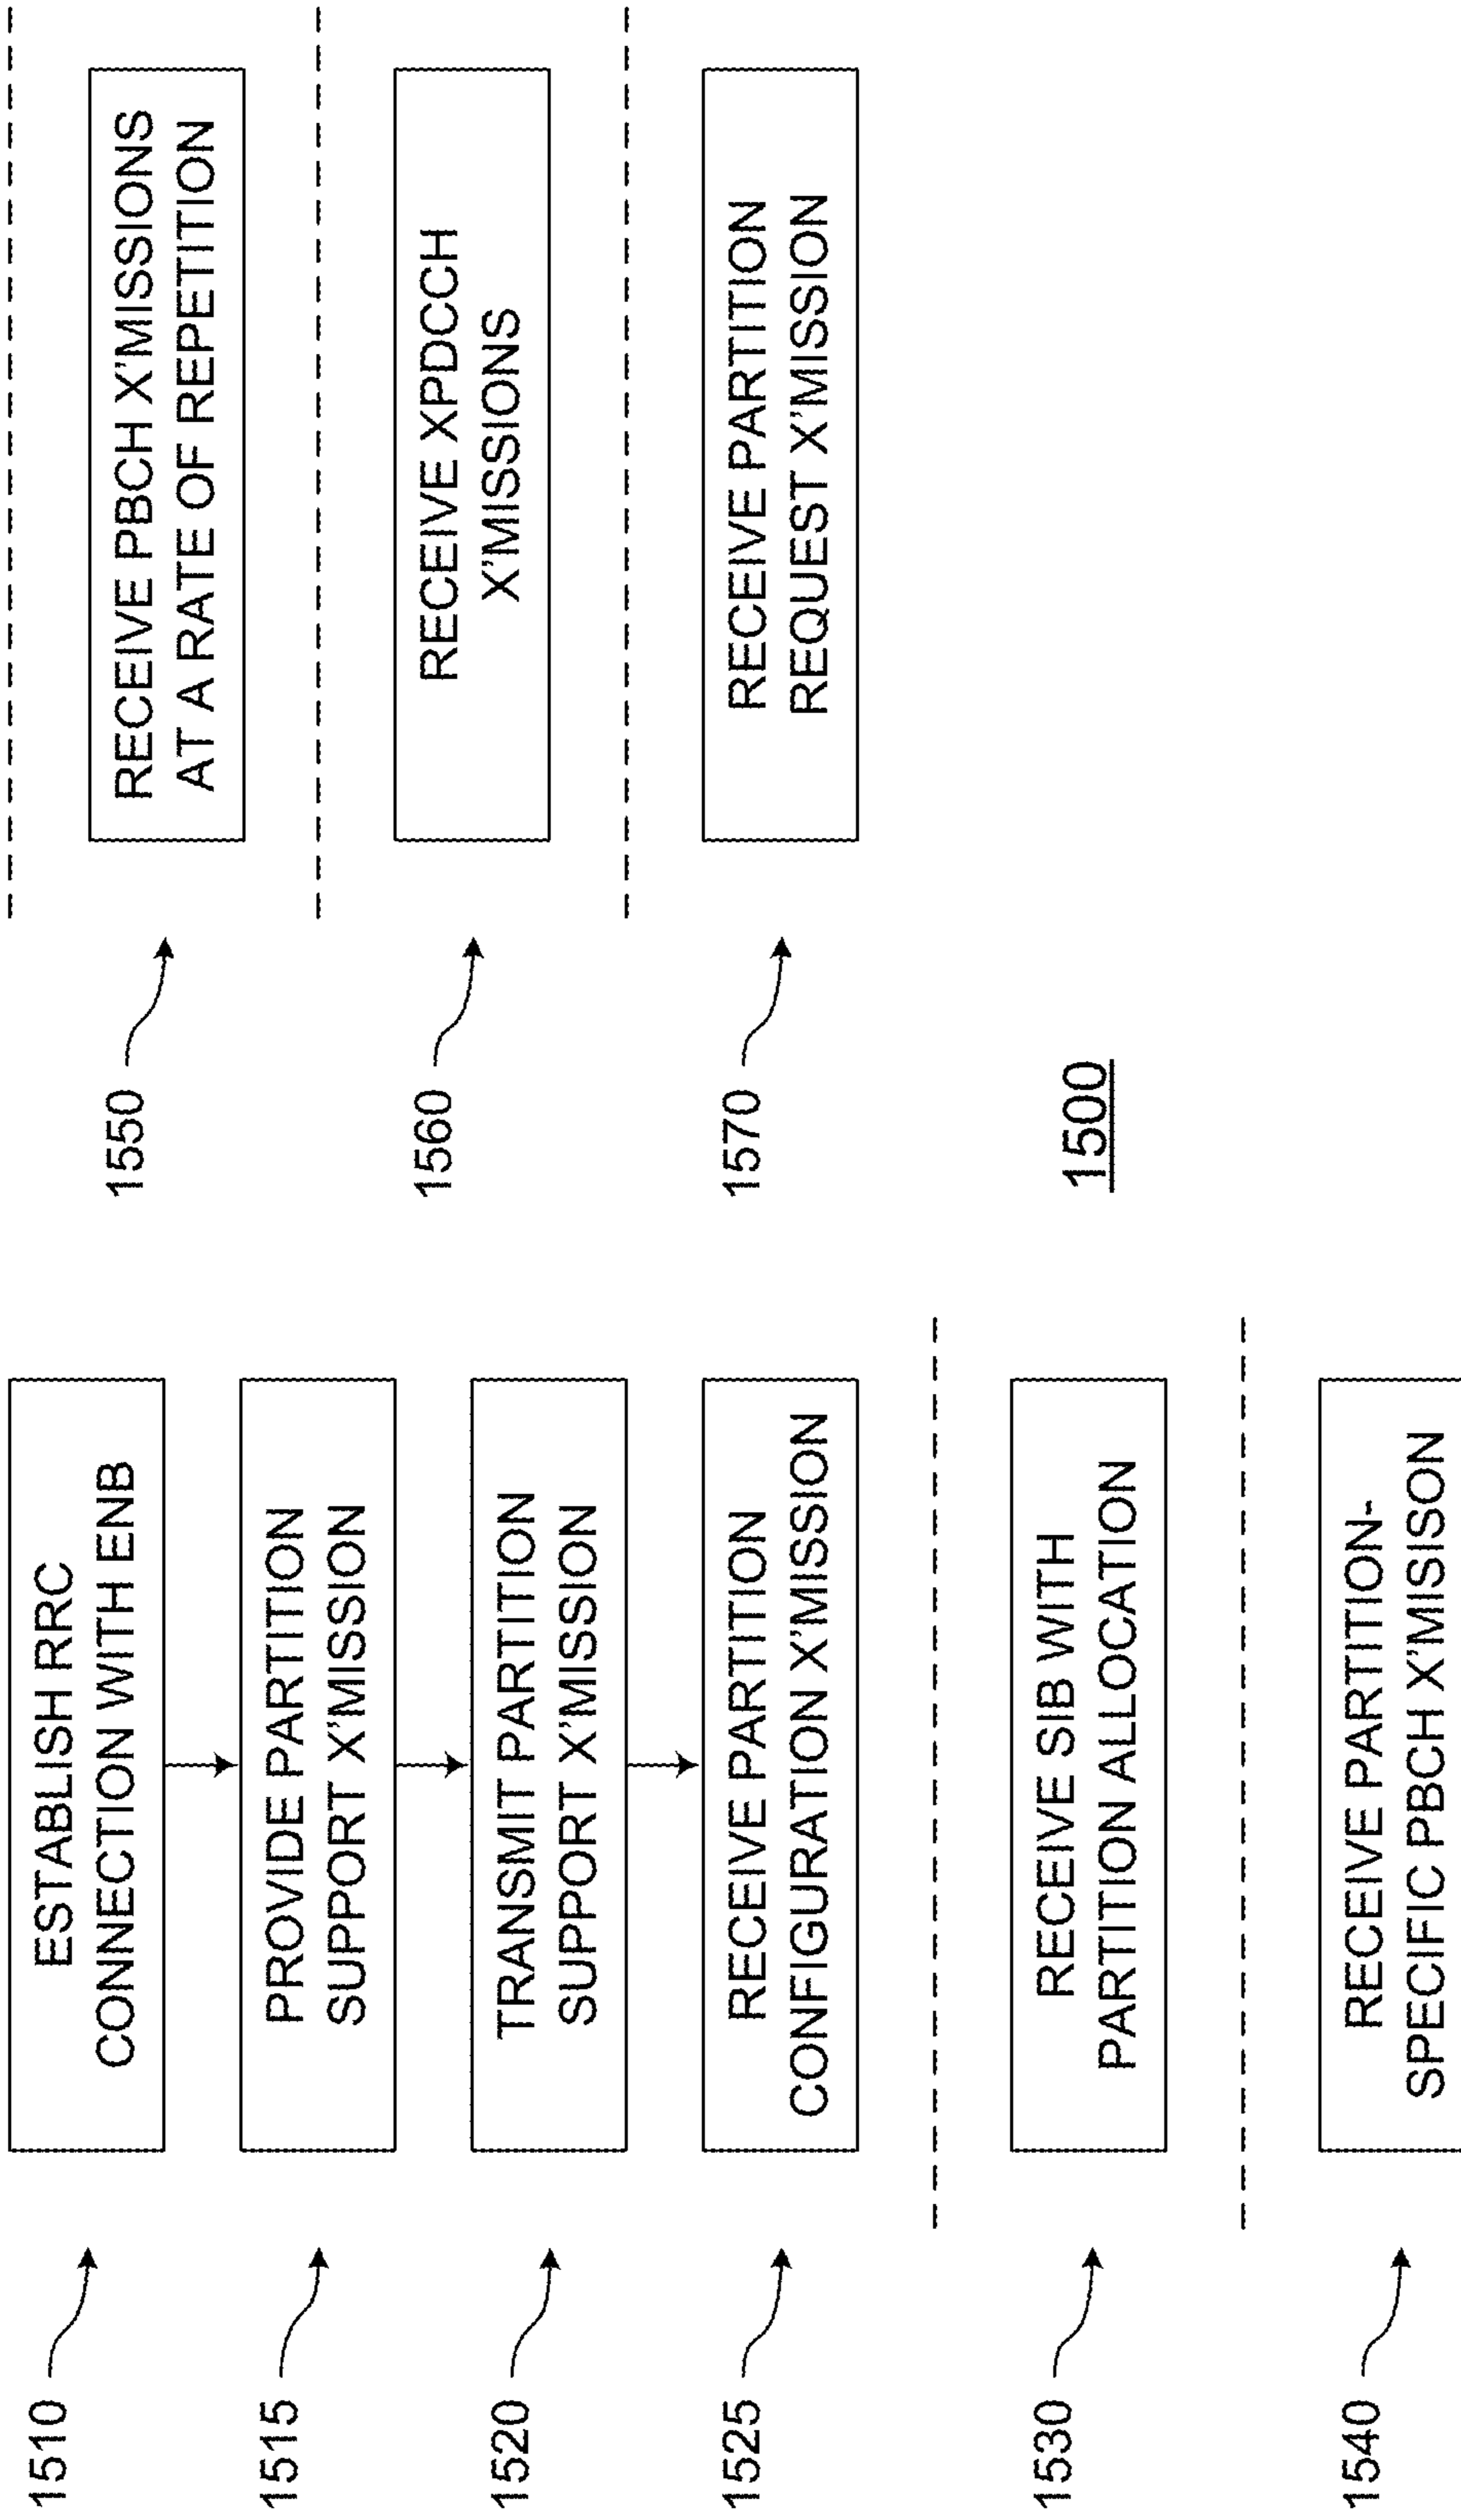 1510
ESTABLISH RRC
CONNECTION WITH ENB
1515
PROVIDE PARTITION
SUPPORT X'MISSION
1520
TRANSMIT PARTITION
SUPPORT X'MISSION
1525
RECEIVE PARTITION
CONFIGURATION X'MISSION
1530
RECEIVE SIB WITH
PARTITION ALLOCATION
1540
RECEIVE PARTITION-
SPECIFIC PBCH X'MISSON
1550
RECEIVE PBCH X'MISSIONS
AT A RATE OF REPETITION
1560
RECEIVE XPDCCH
X'MISSIONS
1570
RECEIVE PARTITION
REQUEST X'MISSION
1500